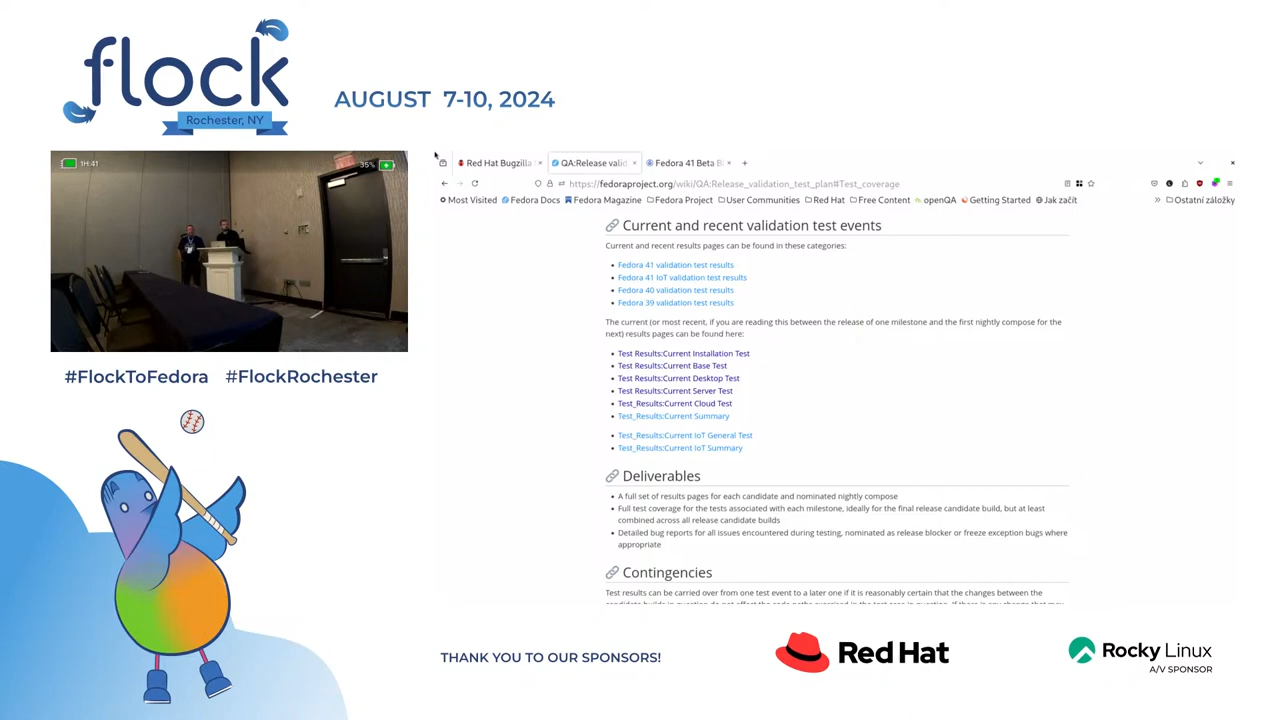 flock
Rochester, NY
AUGUST 7-10, 2024
1H:41
35%
Red Hat Bugzilla
QA:Release valid
Fedora 41 Beta Bl
https://fedoraproject.org/wiki/QA:Release_validation_test_plan#Test_coverage
Most Visited
Fedora Docs
Fedora Magazine
Fedora Project
User Communities
Red Hat
Free Content
openQA
Getting Started
Jak začít
Ostatní záložky
Current and recent validation test events
Current and recent results pages can be found in these categories:
Fedora 41 validation test results
Fedora 41 IoT validation test results
Fedora 40 validation test results
Fedora 39 validation test results
The current (or most recent, if you are reading this between the release of one milestone and the first nightly compose for the
next) results pages can be found here:
Test Results:Current Installation Test
Test Results:Current Base Test
Test Results:Current Desktop Test
Test Results:Current Server Test
Test_Results:Current Cloud Test
Test_Results:Current Summary
Test_Results:Current IoT General Test
Test_Results:Current IoT Summary
Deliverables
A full set of results pages for each candidate and nominated nightly compose
Full test coverage for the tests associated with each milestone, ideally for the final release candidate build, but at least
combined across all release candidate builds
Detailed bug reports for all issues encountered during testing, nominated as release blocker or freeze exception bugs where
appropriate
Contingencies
Test results can be carried over from one test event to a later one if it is reasonably certain that the changes between the
#FlockToFedora #FlockRochester
THANK YOU TO OUR SPONSORS!
Red Hat
Rocky Linux
A/V SPONSOR